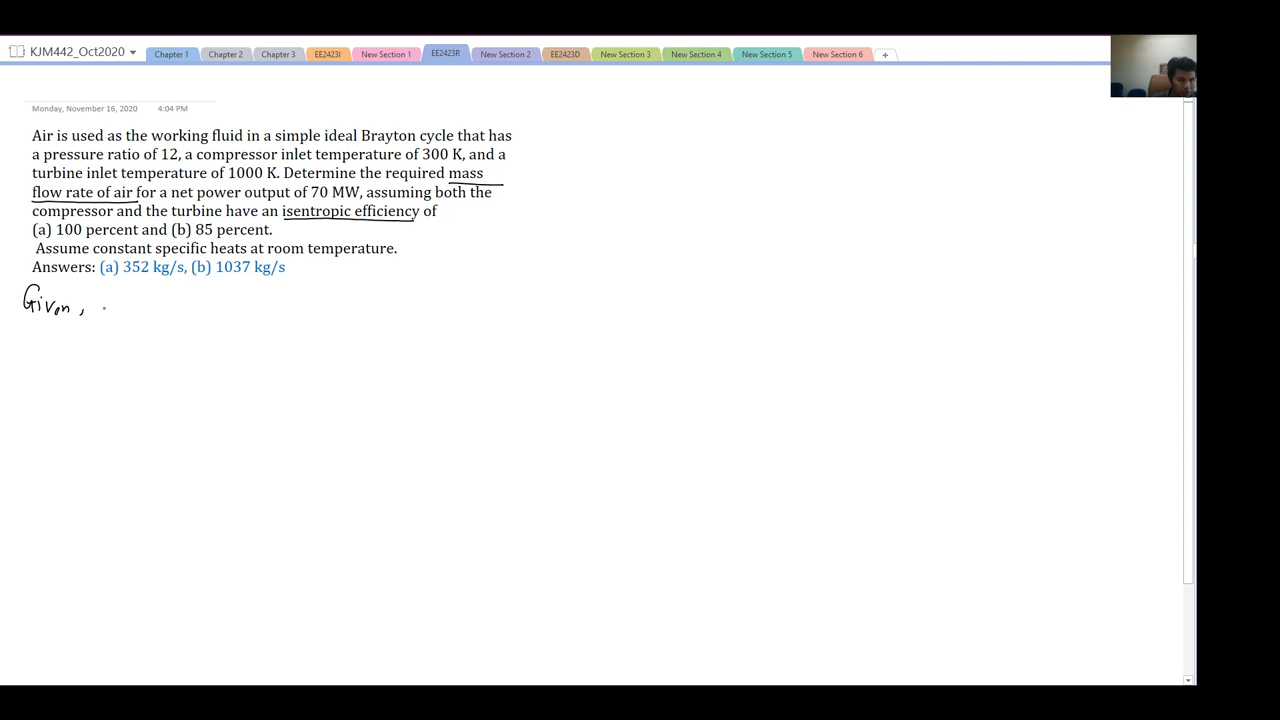 KJM442_Oct2020
Chapter 1 Chapter 2 Chapter 3 EE2423I New Section 1 EE2423R New Section 2 EE2423D New Section 3 New Section 4 New Section 5 New Section 6 +
Monday, November 16, 2020 4:04 PM
Air is used as the working fluid in a simple ideal Brayton cycle that has
a pressure ratio of 12, a compressor inlet temperature of 300 K, and a
turbine inlet temperature of 1000 K. Determine the required mass
flow rate of air for a net power output of 70 MW, assuming both the
compressor and the turbine have an isentropic efficiency of
(a) 100 percent and (b) 85 percent.
Assume constant specific heats at room temperature.
Answers: (a) 352 kg/s, (b) 1037 kg/s
Given,